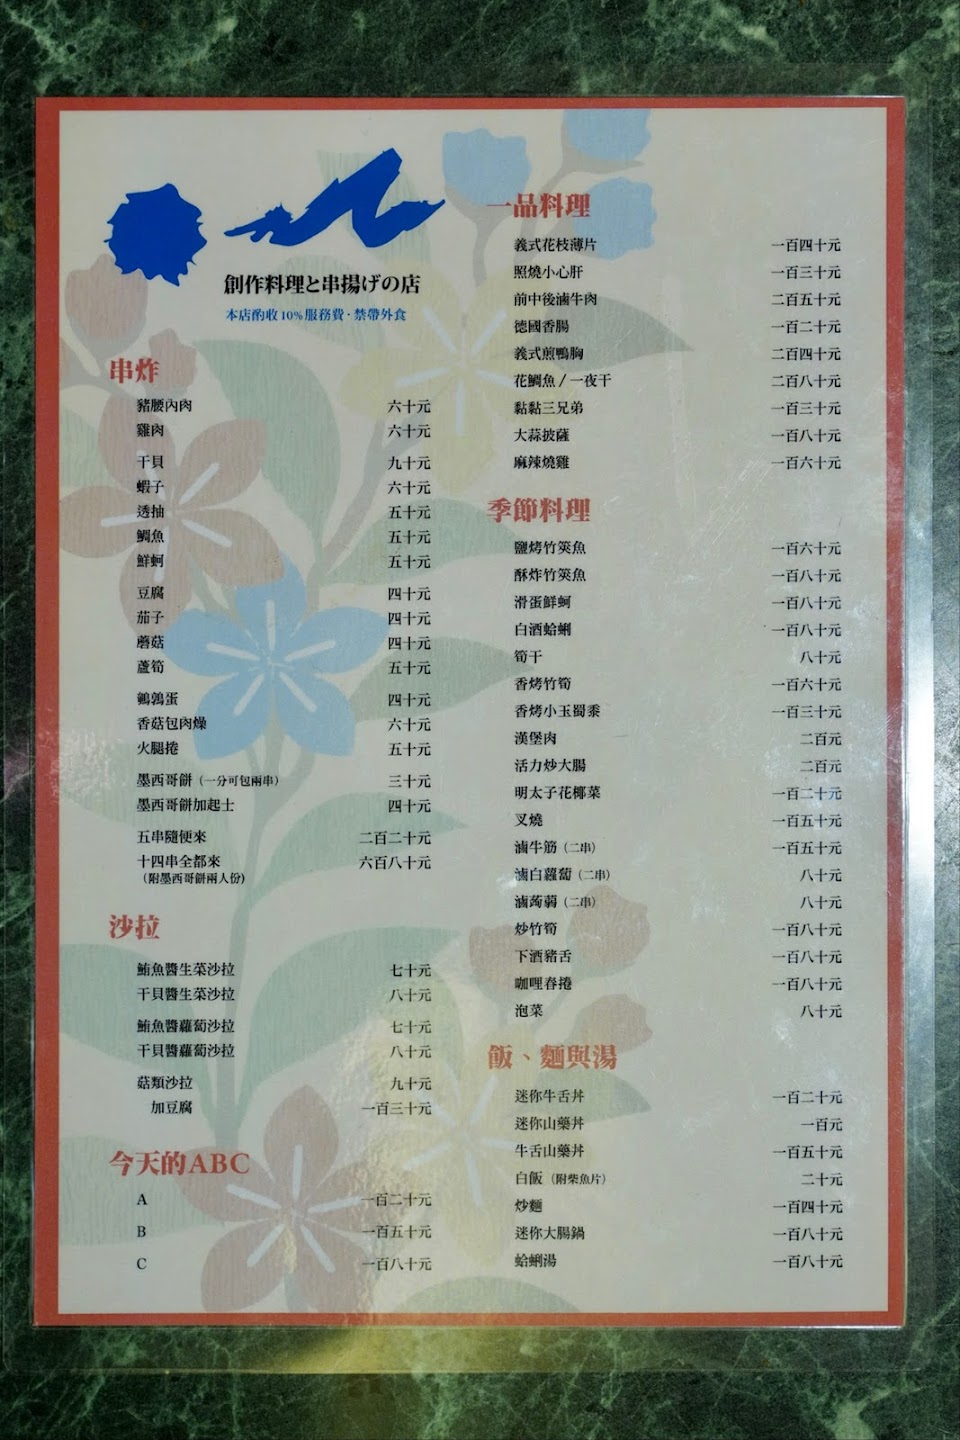 創作料理と串揚げの店
本店酌收10%服務費·禁帶外食
串炸
豬腰內肉 六十元
雞肉 六十元
干貝 九十元
蝦子 六十元
透抽 五十元
鯛魚 五十元
鮮蚵 五十元
豆腐 四十元
茄子 四十元
蘑菇 四十元
蘆筍 五十元
鵪鶉蛋 四十元
香菇包肉燥 六十元
火腿捲 五十元
墨西哥餅（一分可包兩串） 三十元
墨西哥餅加起士 四十元
五串隨便來 二百二十元
十四串全都來 六百八十元
（附墨西哥餅兩人份）
沙拉
鮪魚醬生菜沙拉 七十元
干貝醬生菜沙拉 八十元
鮪魚醬蘿蔔沙拉 七十元
干貝醬蘿蔔沙拉 八十元
菇類沙拉 九十元
加豆腐 一百三十元
今天的ABC
A 一百二十元
B 一百五十元
C 一百八十元
一品料理
義式花枝薄片 一百四十元
照燒小心肝 一百三十元
前中後滷牛肉 二百五十元
德國香腸 一百二十元
義式煎鴨胸 二百四十元
花鯛魚/一夜干 二百八十元
黏黏三兄弟 一百三十元
大蒜披薩 一百八十元
麻辣燒雞 一百六十元
季節料理
鹽烤竹筴魚 一百六十元
酥炸竹筴魚 一百八十元
滑蛋鮮蚵 一百八十元
白酒蛤蜊 一百八十元
筍干 八十元
香烤竹筍 一百六十元
香烤小玉蜀黍 一百三十元
漢堡肉 二百元
活力炒大腸 二百元
明太子花椰菜 一百二十元
叉燒 一百五十元
滷牛筋（二串） 一百五十元
滷白蘿蔔（二串） 八十元
滷蒟蒻（二串） 八十元
炒竹筍 一百八十元
下酒豬舌 一百八十元
咖哩春捲 一百八十元
泡菜 八十元
飯、麵與湯
迷你牛舌丼 一百二十元
迷你山藥丼 一百元
牛舌山藥丼 一百五十元
白飯（附柴魚片） 二十元
炒麵 一百四十元
迷你大腸鍋 一百八十元
蛤蜊湯 一百八十元